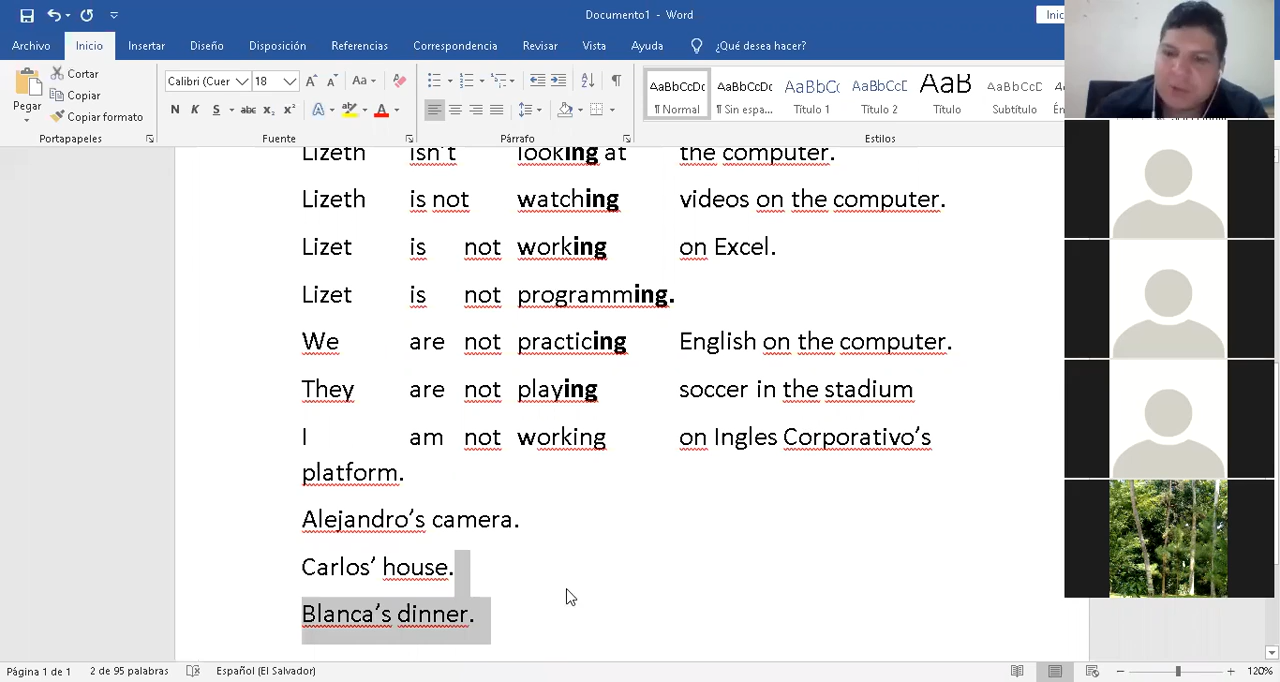 Documento1 - Word
Inic
Archivo Inicio Insertar Diseño Disposición Referencias Correspondencia Revisar Vista Ayuda ¿Qué desea hacer?
Pegar
Cortar
Copiar
Copiar formato
Portapapeles
Calibri (Cuer 18
N K S abc x₂ x²
Fuente
Párrafo
AaBbCcDc AaBbCcDc AaBbCc AaBbCcD AaB AaBbCcD
¶ Normal ¶ Sin espa... Título 1 Título 2 Título Subtítulo
Estilos
Lizeth isn't looking at the computer.
Lizeth is not watching videos on the computer.
Lizet is not working on Excel.
Lizet is not programming.
We are not practicing English on the computer.
They are not playing soccer in the stadium
I am not working on Ingles Corporativo's
platform.
Alejandro's camera.
Carlos' house.
Blanca's dinner.
Página 1 de 1 2 de 95 palabras Español (El Salvador) 120%